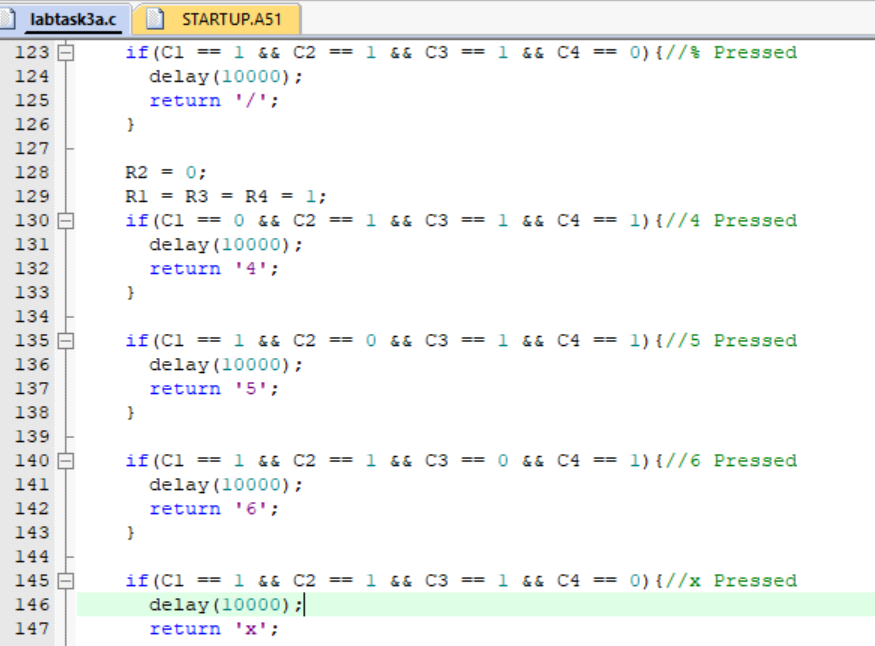 labtask3a.c STARTUP.A51
123 if(C1 == 1 && C2 == 1 && C3 == 1 && C4 == 0){//% Pressed
124 delay(10000);
125 return '/';
126 }
127
128 R2 = 0;
129 R1 = R3 = R4 = 1;
130 if(C1 == 0 && C2 == 1 && C3 == 1 && C4 == 1){//4 Pressed
131 delay(10000);
132 return '4';
133 }
134
135 if(C1 == 1 && C2 == 0 && C3 == 1 && C4 == 1){//5 Pressed
136 delay(10000);
137 return '5';
138 }
139
140 if(C1 == 1 && C2 == 1 && C3 == 0 && C4 == 1){//6 Pressed
141 delay(10000);
142 return '6';
143 }
144
145 if(C1 == 1 && C2 == 1 && C3 == 1 && C4 == 0){//x Pressed
146 delay(10000);
147 return 'x';